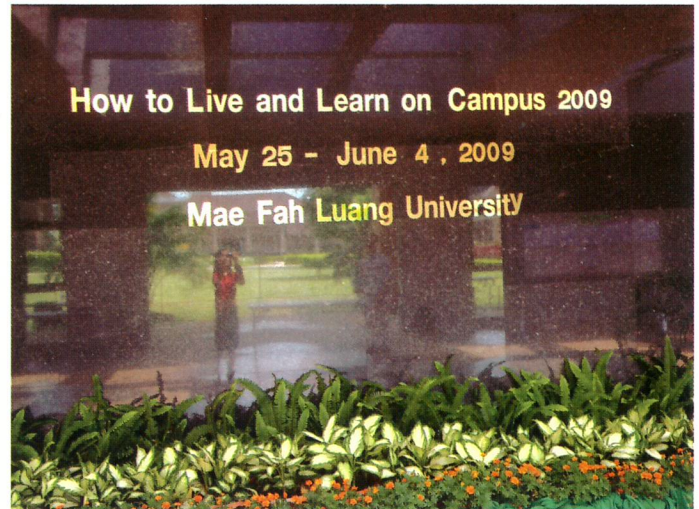 How to Live and Learn on Campus 2009
May 25 - June 4 , 2009
Mae Fah Luang University